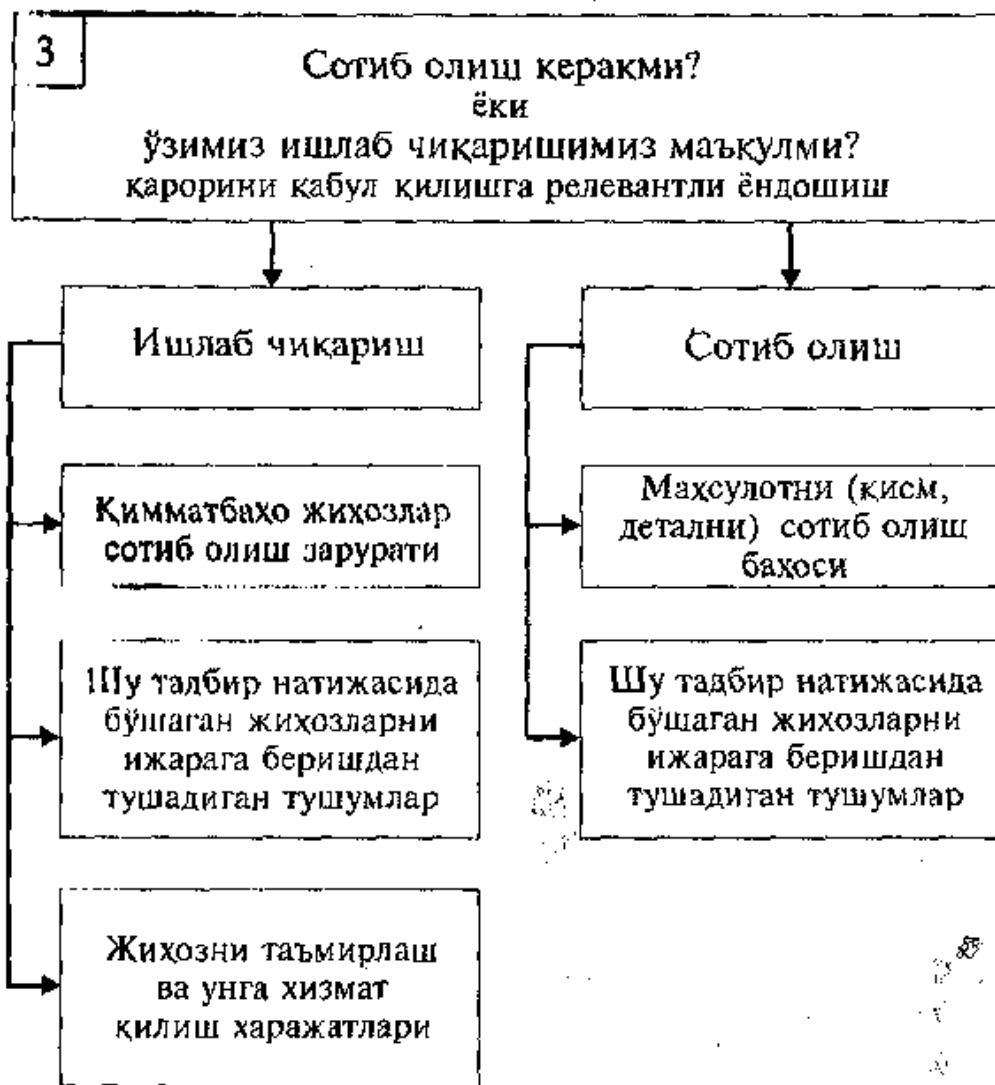 3
Сотиб олиш керакми?
ёки
ўзимиз ишлаб чиқаришимиз маъқулми?
қарорини қабул қилишга релевантли ёндошиш
Ишлаб чиқариш
Сотиб олиш
Қимматбаҳо жиҳозлар
сотиб олиш зарурати
Маҳсулотни (қисм,
детални) сотиб олиш
баҳоси
Шу тадбир натижасида
бўшаган жиҳозларни
ижарага беришдан
тушадиган тушумлар
Шу тадбир натижасида
бўшаган жиҳозларни
ижарага беришдан
тушадиган тушумлар
Жиҳозни таъмирлаш
ва унга хизмат
қилиш харажатлари